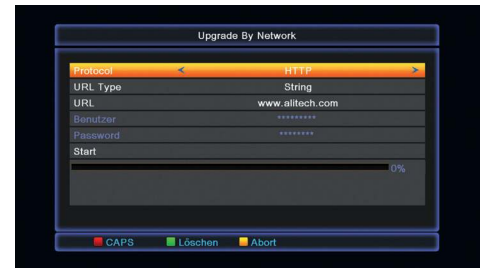 Upgrade By Network
Protocol < HTTP >
URL Type String
URL www.alitech.com
Benutzer *********
Password ********
Start
0%
CAPS Löschen Abort